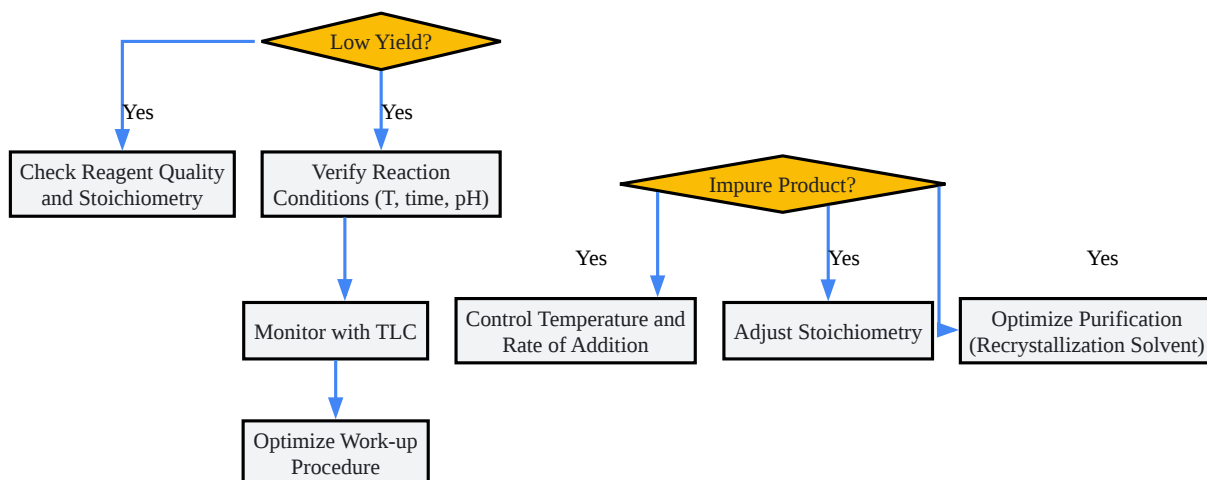 Low Yield?
Yes
Yes
Check Reagent Quality
and Stoichiometry
Verify Reaction
Conditions (T, time, pH)
Monitor with TLC
Optimize Work-up
Procedure
Impure Product?
Yes
Yes
Yes
Control Temperature and
Rate of Addition
Adjust Stoichiometry
Optimize Purification
(Recrystallization Solvent)